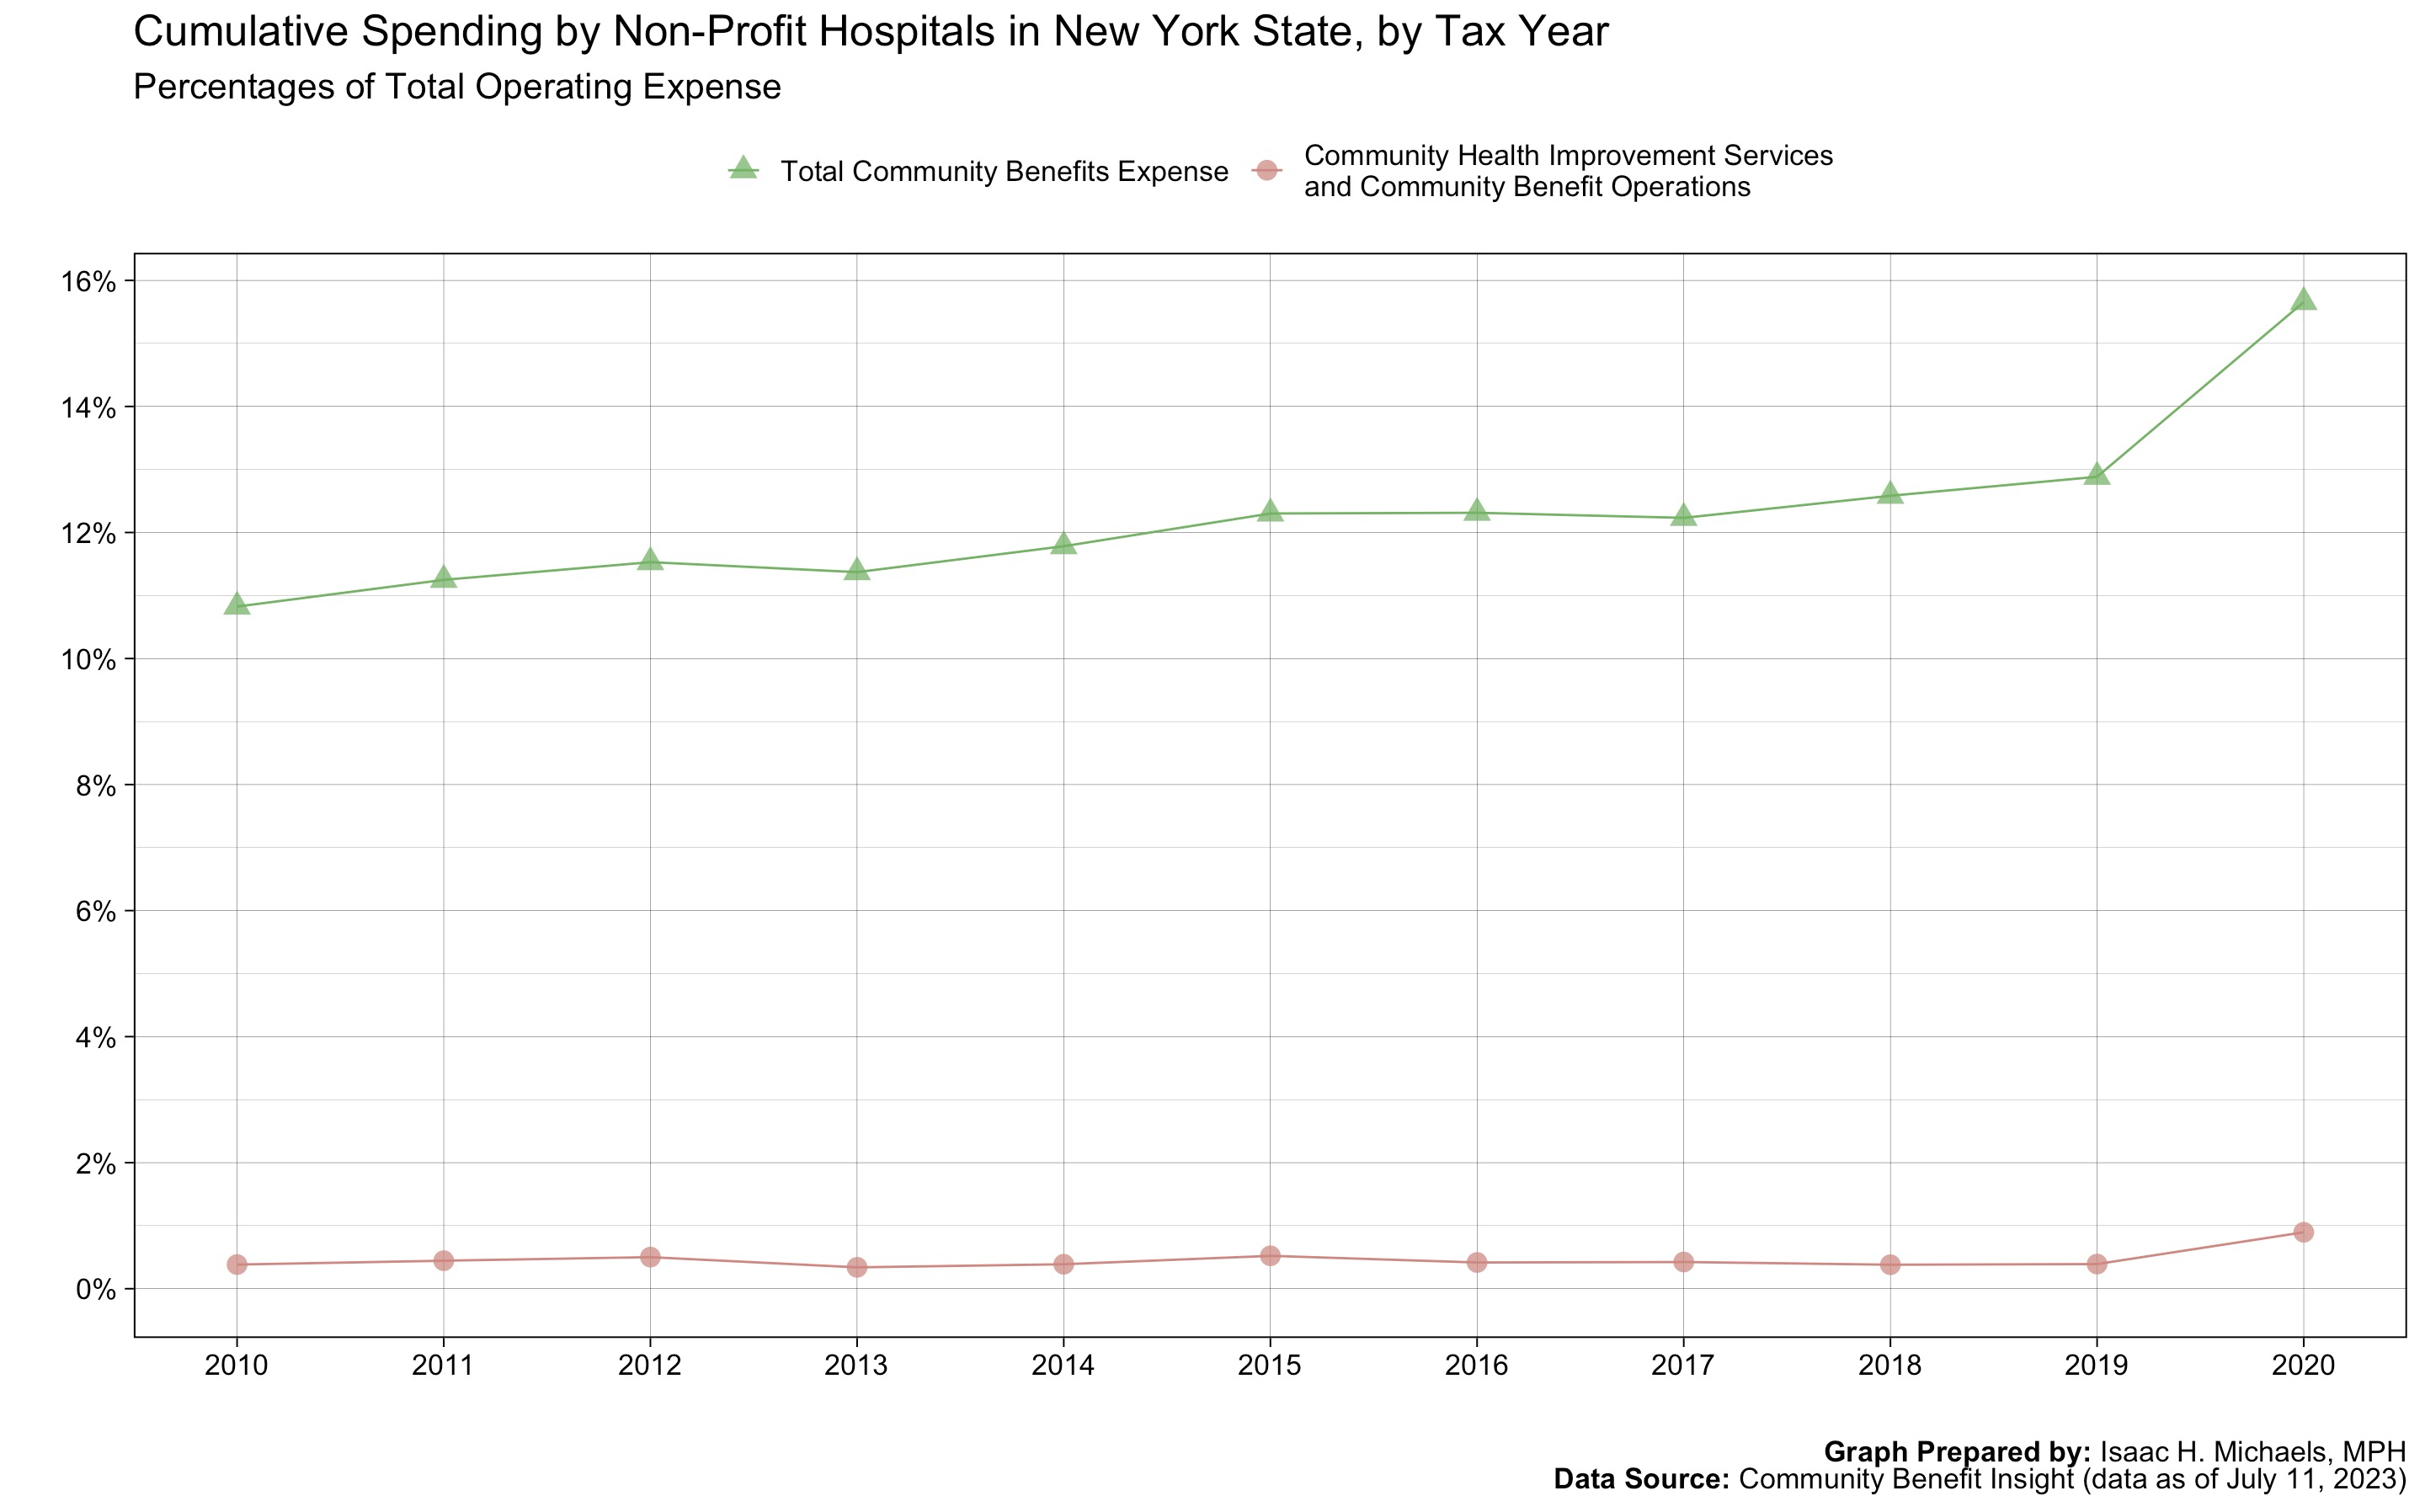 Cumulative Spending by Non-Profit Hospitals in New York State, by Tax Year
Percentages of Total Operating Expense
Total Community Benefits Expense
Community Health Improvement Services
and Community Benefit Operations
16%
14%
12%
10%
8%
6%
4%
2%
0%
2010 2011 2012 2013 2014 2015 2016 2017 2018 2019 2020
Graph Prepared by: Isaac H. Michaels, MPH
Data Source: Community Benefit Insight (data as of July 11, 2023)